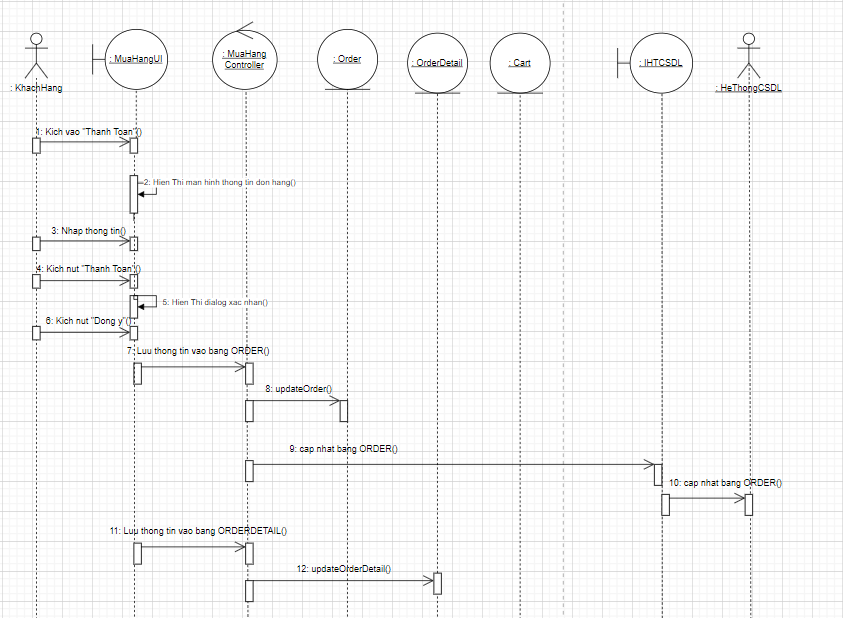 : KhachHang
: MuaHangUI
: MuaHang
Controller
: Order
: OrderDetail
: Cart
: IHTCSDL
: HeThongCSDL
1: Kich vao "Thanh Toan"()
2: Hien Thi man hinh thong tin don hang()
3: Nhap thong tin()
4: Kich nut "Thanh Toan"()
5: Hien Thi dialog xac nhan()
6: Kich nut "Dong y"()
7: Luu thong tin vao bang ORDER()
8: updateOrder()
9: cap nhat bang ORDER()
10: cap nhat bang ORDER()
11: Luu thong tin vao bang ORDERDETAIL()
12: updateOrderDetail()